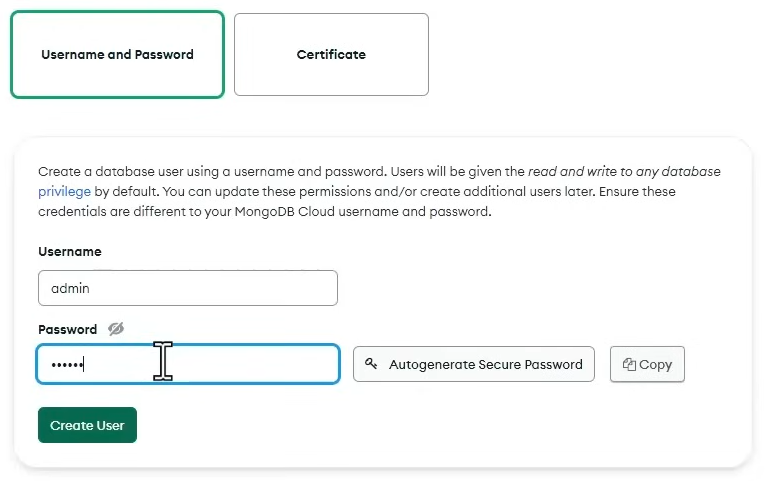 Username and Password
Certificate
Create a database user using a username and password. Users will be given the read and write to any database
privilege by default. You can update these permissions and/or create additional users later. Ensure these
credentials are different to your MongoDB Cloud username and password.
Username
admin
Password
••••••
Autogenerate Secure Password
Copy
Create User